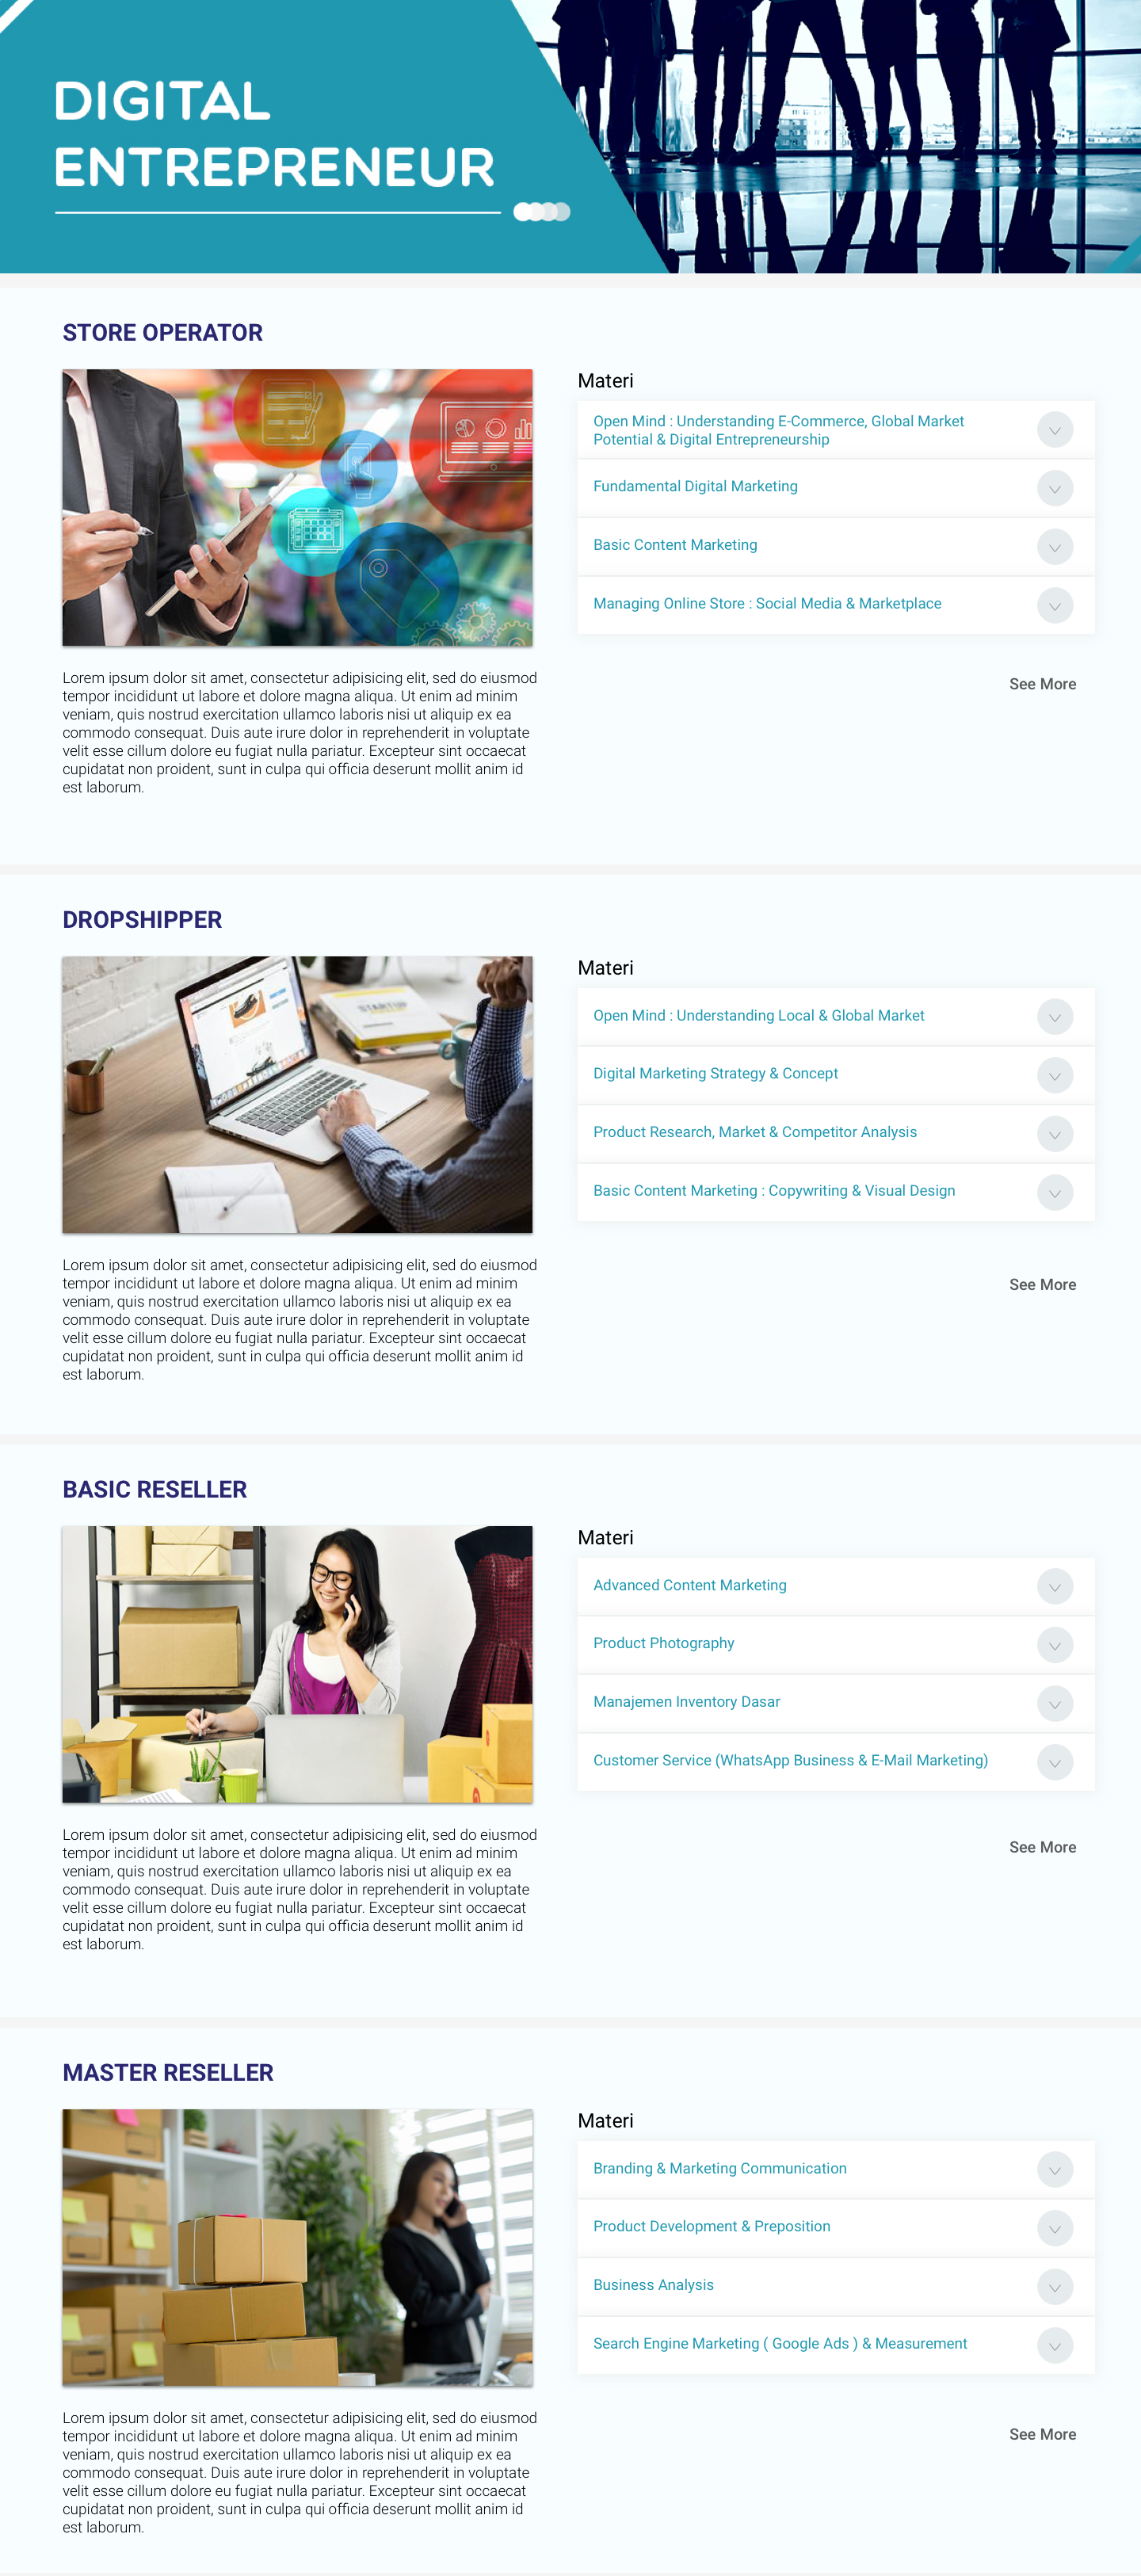 DIGITAL
ENTREPRENEUR
STORE OPERATOR
Lorem ipsum dolor sit amet, consectetur adipisicing elit, sed do eiusmod
tempor incididunt ut labore et dolore magna aliqua. Ut enim ad minim
veniam, quis nostrud exercitation ullamco laboris nisi ut aliquip ex ea
commodo consequat. Duis aute irure dolor in reprehenderit in voluptate
velit esse cillum dolore eu fugiat nulla pariatur. Excepteur sint occaecat
cupidatat non proident, sunt in culpa qui officia deserunt mollit anim id
est laborum.
Materi
Open Mind : Understanding E-Commerce, Global Market
Potential & Digital Entrepreneurship
Fundamental Digital Marketing
Basic Content Marketing
Managing Online Store : Social Media & Marketplace
See More
DROPSHIPPER
STARTUP
Lorem ipsum dolor sit amet, consectetur adipisicing elit, sed do eiusmod
tempor incididunt ut labore et dolore magna aliqua. Ut enim ad minim
veniam, quis nostrud exercitation ullamco laboris nisi ut aliquip ex ea
commodo consequat. Duis aute irure dolor in reprehenderit in voluptate
velit esse cillum dolore eu fugiat nulla pariatur. Excepteur sint occaecat
cupidatat non proident, sunt in culpa qui officia deserunt mollit anim id
est laborum.
Materi
Open Mind : Understanding Local & Global Market
Digital Marketing Strategy & Concept
Product Research, Market & Competitor Analysis
Basic Content Marketing : Copywriting & Visual Design
See More
BASIC RESELLER
Lorem ipsum dolor sit amet, consectetur adipisicing elit, sed do eiusmod
tempor incididunt ut labore et dolore magna aliqua. Ut enim ad minim
veniam, quis nostrud exercitation ullamco laboris nisi ut aliquip ex ea
commodo consequat. Duis aute irure dolor in reprehenderit in voluptate
velit esse cillum dolore eu fugiat nulla pariatur. Excepteur sint occaecat
cupidatat non proident, sunt in culpa qui officia deserunt mollit anim id
est laborum.
Materi
Advanced Content Marketing
Product Photography
Manajemen Inventory Dasar
Customer Service (WhatsApp Business & E-Mail Marketing)
See More
MASTER RESELLER
Lorem ipsum dolor sit amet, consectetur adipisicing elit, sed do eiusmod
tempor incididunt ut labore et dolore magna aliqua. Ut enim ad minim
veniam, quis nostrud exercitation ullamco laboris nisi ut aliquip ex ea
commodo consequat. Duis aute irure dolor in reprehenderit in voluptate
velit esse cillum dolore eu fugiat nulla pariatur. Excepteur sint occaecat
cupidatat non proident, sunt in culpa qui officia deserunt mollit anim id
est laborum.
Materi
Branding & Marketing Communication
Product Development & Preposition
Business Analysis
Search Engine Marketing ( Google Ads ) & Measurement
See More